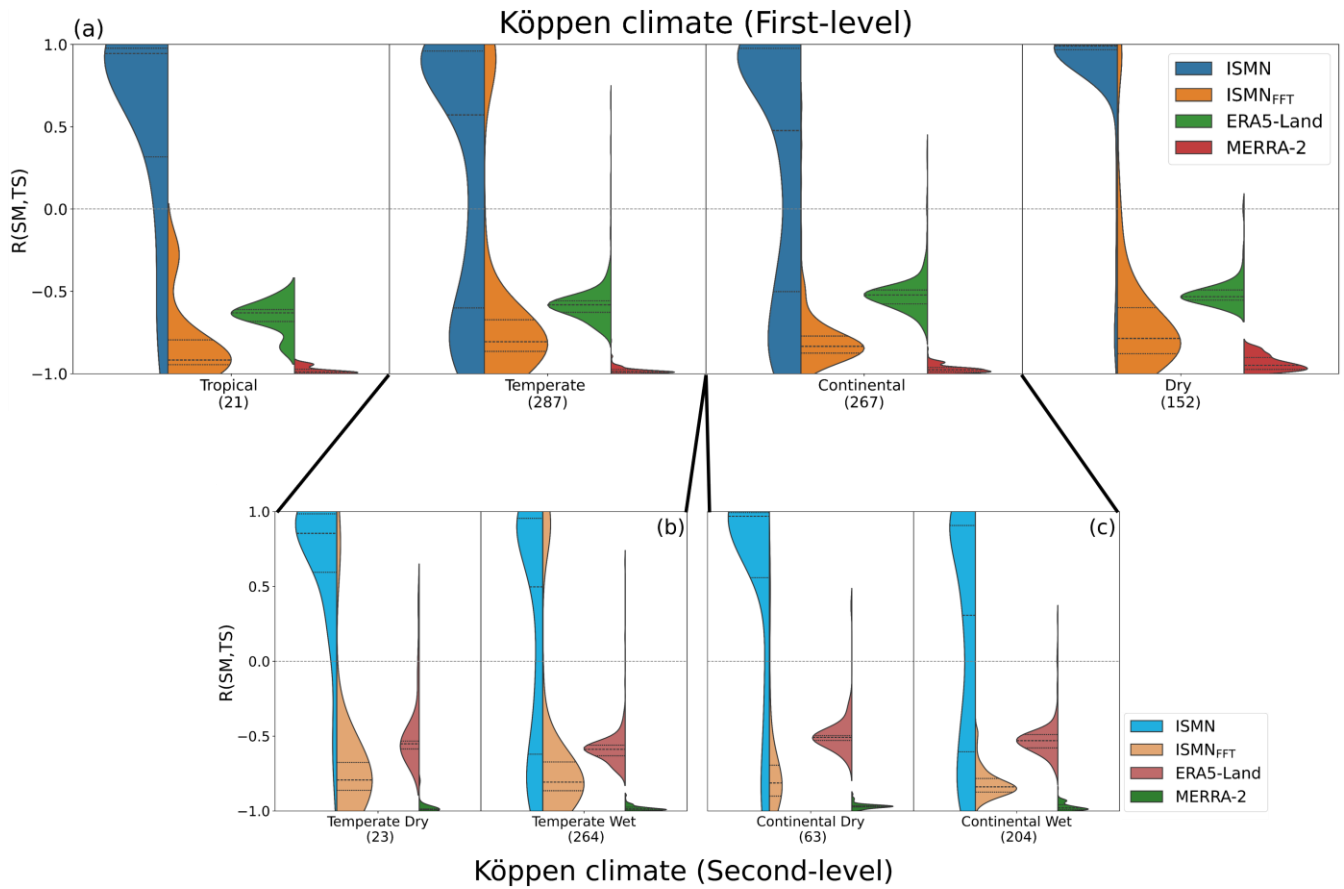 Köppen climate (First-level)
(a)
1.0
0.5
0.0
−0.5
−1.0
R(SM,TS)
ISMN
ISMN_FFT
ERA5-Land
MERRA-2
Tropical
(21)
Temperate
(287)
Continental
(267)
Dry
(152)
(b)
(c)
1.0
0.5
0.0
−0.5
−1.0
R(SM,TS)
ISMN
ISMN_FFT
ERA5-Land
MERRA-2
Temperate Dry
(23)
Temperate Wet
(264)
Continental Dry
(63)
Continental Wet
(204)
Köppen climate (Second-level)